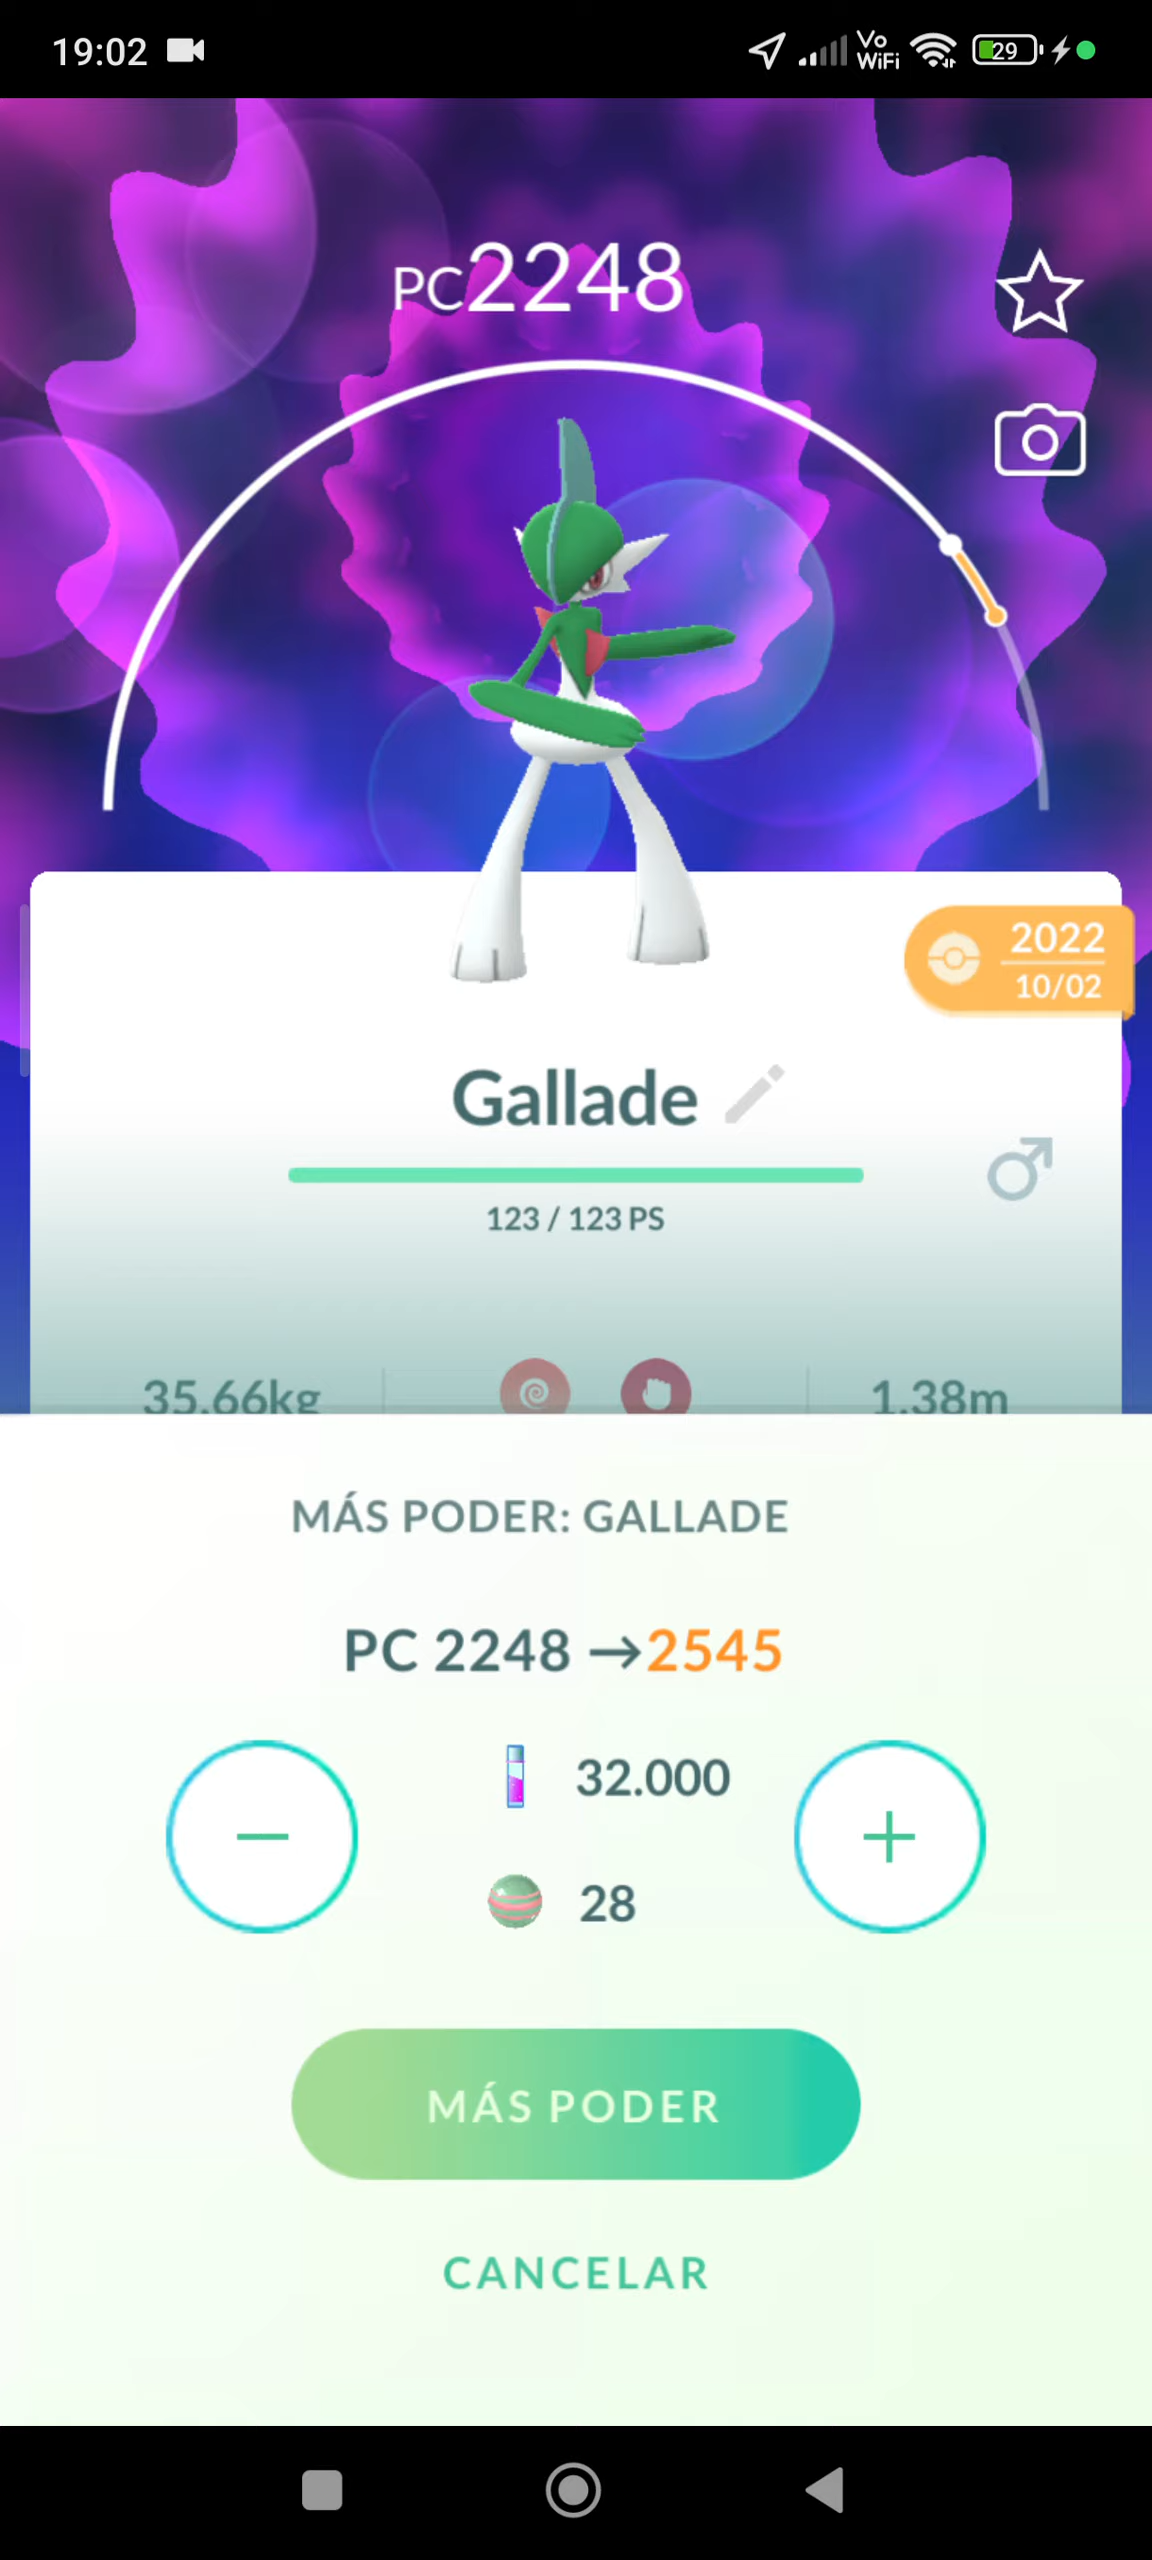 19:02
Vo
WiFi
29
PC2248
2022
10/02
Gallade
123 / 123 PS
35.66kg
1.38m
MÁS PODER: GALLADE
PC 2248 →2545
32.000
28
MÁS PODER
CANCELAR